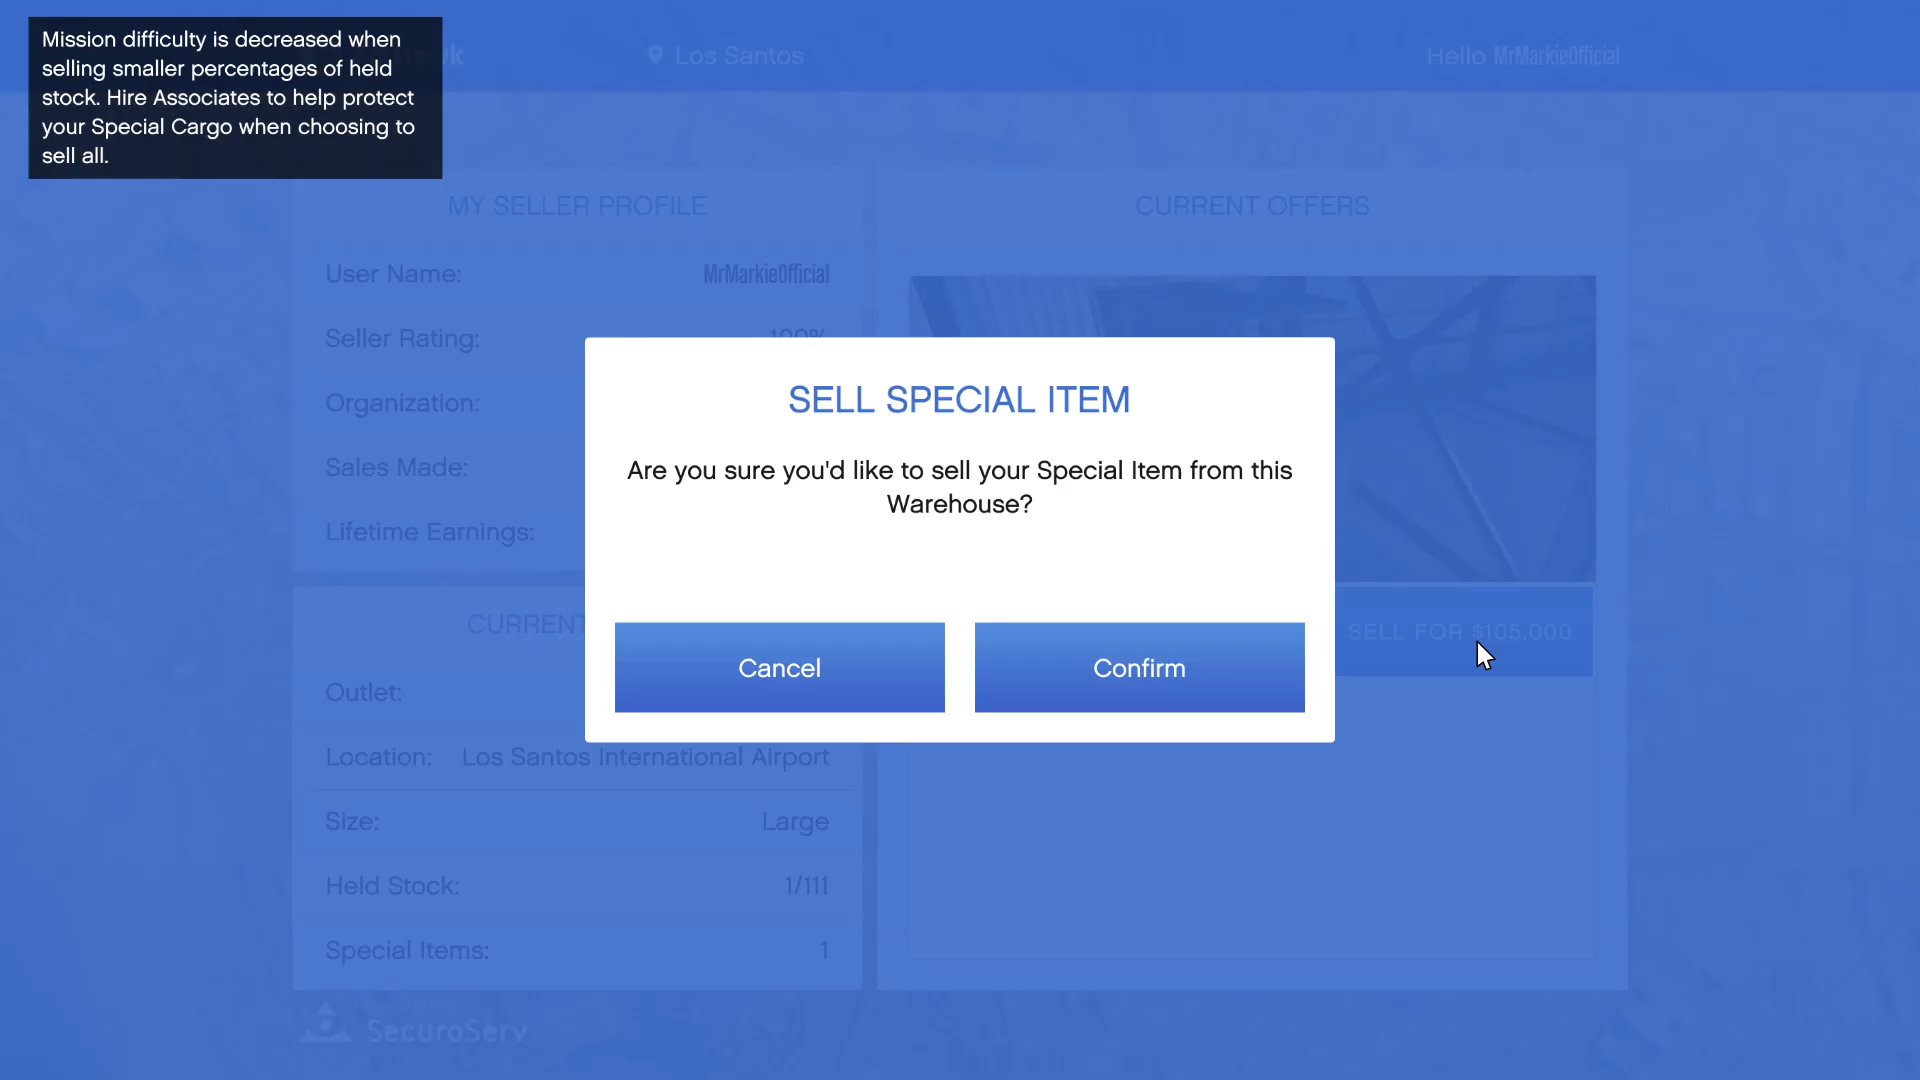 Mission difficulty is decreased when
selling smaller percentages of held
stock. Hire Associates to help protect
your Special Cargo when choosing to
sell all.
Los Santos
Hello MrMarkieOfficial
MY SELLER PROFILE
CURRENT OFFERS
User Name: MrMarkieOfficial
Seller Rating: 100%
Organization:
Sales Made:
Lifetime Earnings:
SELL SPECIAL ITEM
Are you sure you'd like to sell your Special Item from this
Warehouse?
Cancel
Confirm
SELL FOR $105,000
CURRENT
Outlet:
Location: Los Santos International Airport
Size: Large
Held Stock: 1/111
Special Items: 1
SecuroServ